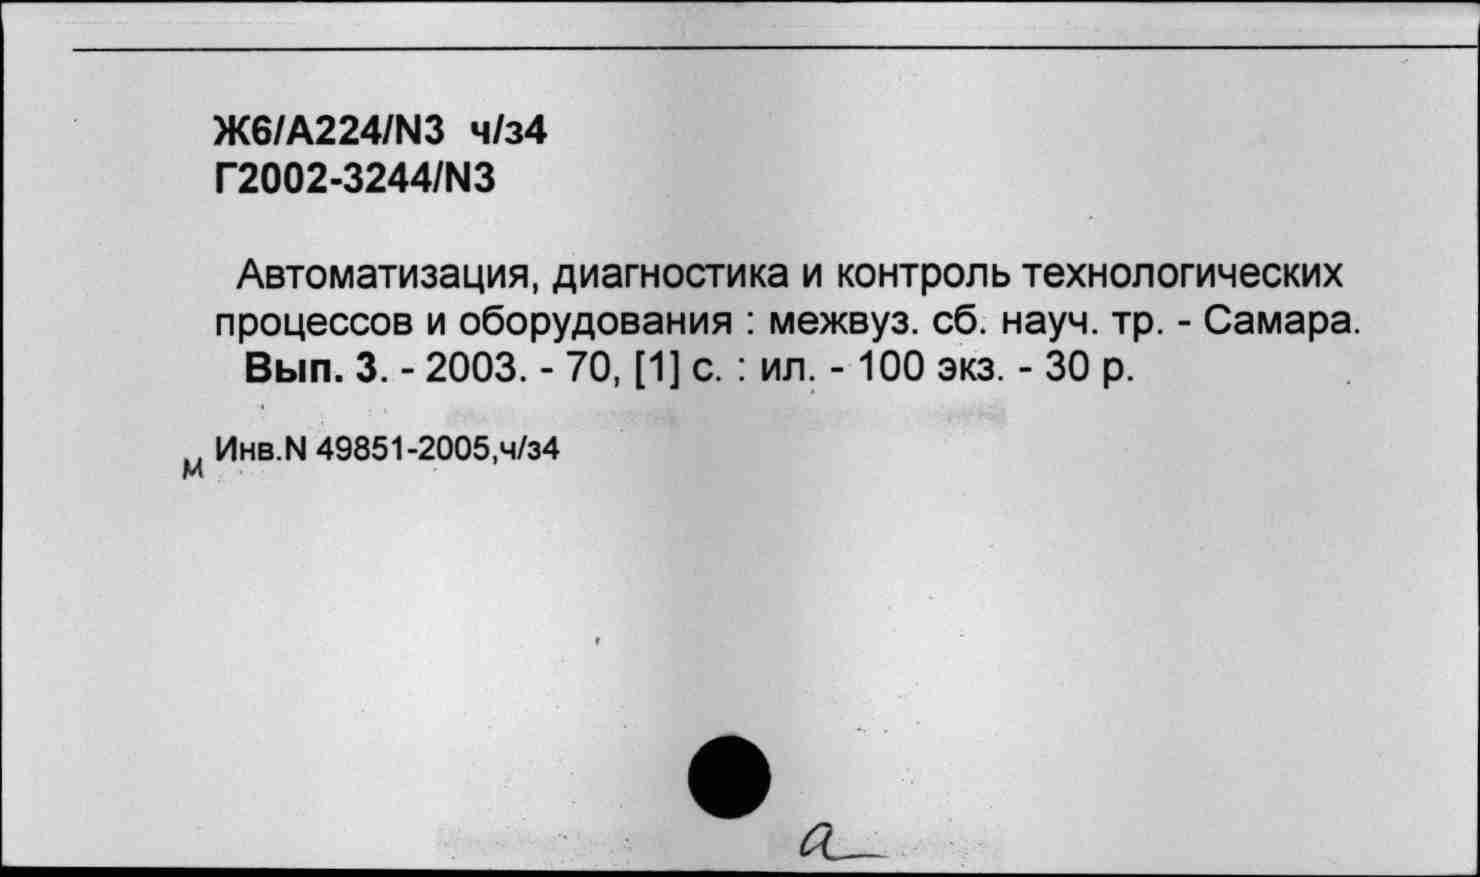 Ж6/А224/N3 ч/з4
Г2002-3244/N3
Автоматизация, диагностика и контроль технологических
процессов и оборудования : межвуз. сб. науч. тр. - Самара.
Вып. 3. - 2003. - 70, [1] с. : ил. - 100 экз. - 30 р.
Инв.N 49851-2005,ч/з4
м
а